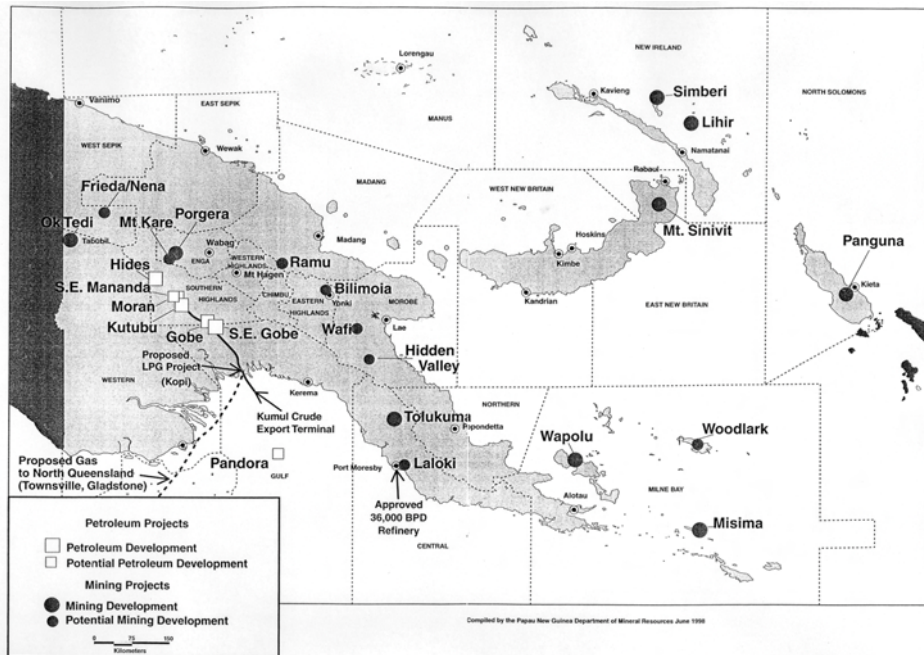 Lorengau
NEW IRELAND
Kavieng
Simberi
NORTH SOLOMONS
Vanimo
EAST SEPIK
MANUS
Lihir
WEST SEPIK
Wewak
Namatanai
Rabaul
MADANG
WEST NEW BRITAIN
Frieda/Nena
Mt. Sinivit
Ok Tedi
Mt.Kare
Porgera
Tabubil
Wabag
Madang
Hoskins
Panguna
ENGA
WESTERN
HIGHLANDS
Ramu
Kimbe
Kieta
Hides
Mt Hagen
S.E. Mananda
SOUTHERN
HIGHLANDS
CHIMBU
EASTERN
HIGHLANDS
Bilimoia
Yonki
MOROBE
Kandrian
EAST NEW BRITAIN
Moran
Kutubu
Gobe
S.E. Gobe
Wafi
Lae
Hidden
Valley
Proposed
LPG Project
(Kopi)
WESTERN
Kerema
NORTHERN
Kumul Crude
Export Terminal
Tolukuma
Popondetta
Woodlark
Wapolu
Proposed Gas
to North Queensland
(Townsville, Gladstone)
Pandora
GULF
Port Moresby
Laloki
Approved
36,000 BPD
Refinery
CENTRAL
Alotau
MILNE BAY
Misima
Petroleum Projects
Petroleum Development
Potential Petroleum Development
Mining Projects
Mining Development
Potential Mining Development
0 75 150
Kilometers
Compiled by the Papau New Guinea Department of Mineral Resources June 1998